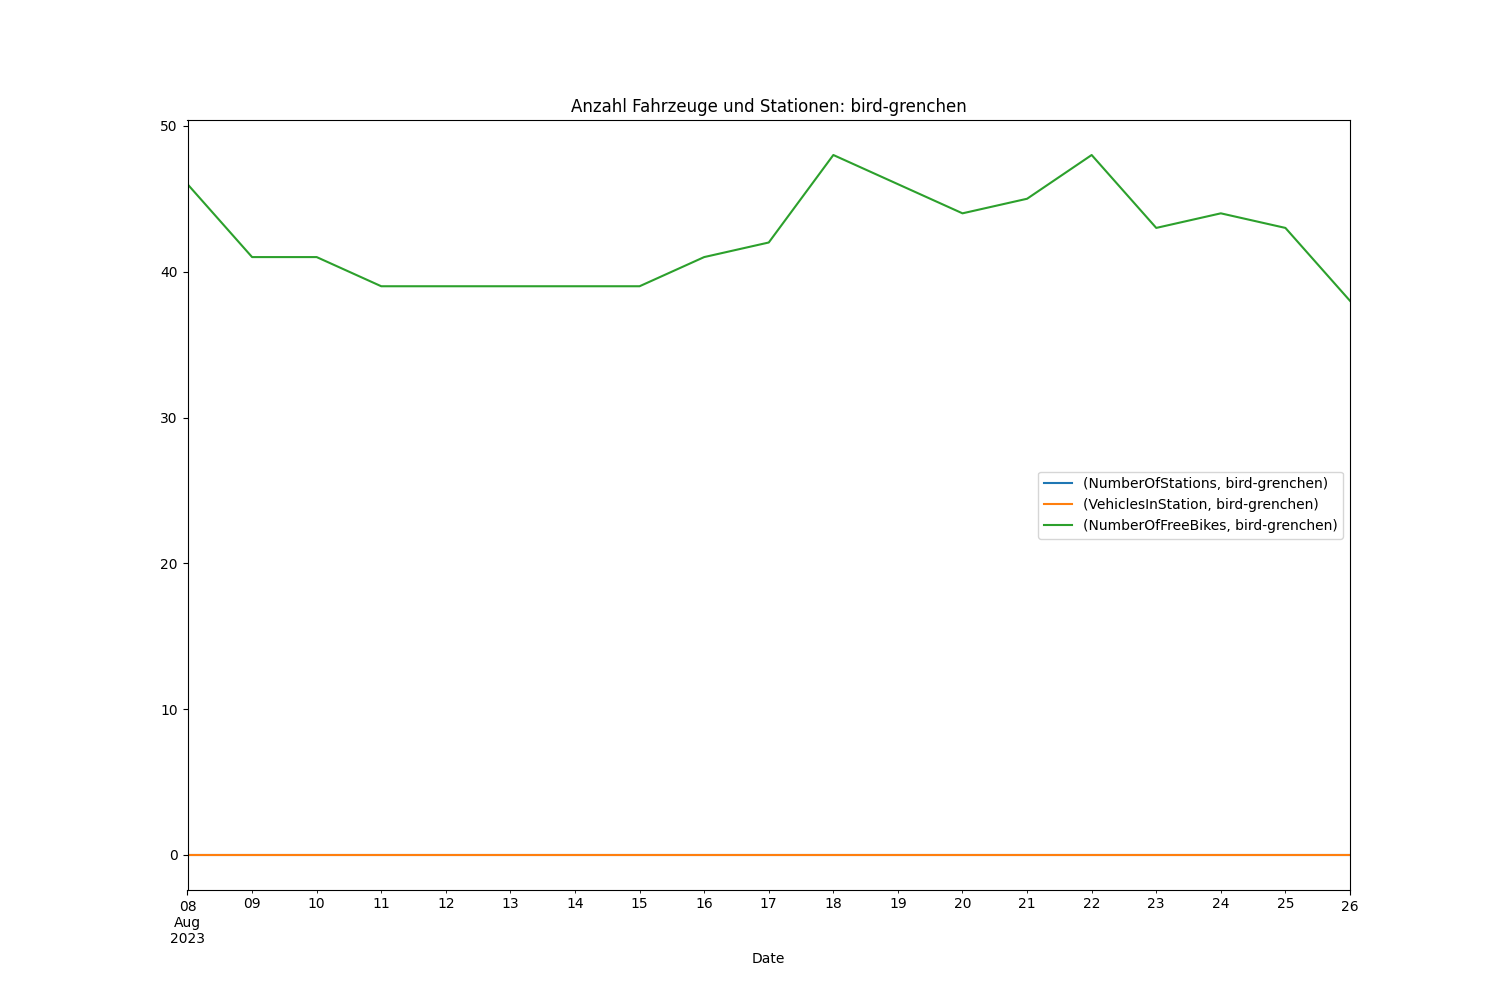 Anzahl Fahrzeuge und Stationen: bird-grenchen
50
40
30
20
10
0
(NumberOfStations, bird-grenchen)
(VehiclesInStation, bird-grenchen)
(NumberOfFreeBikes, bird-grenchen)
08 09 10 11 12 13 14 15 16 17 18 19 20 21 22 23 24 25 26
Aug
2023
Date